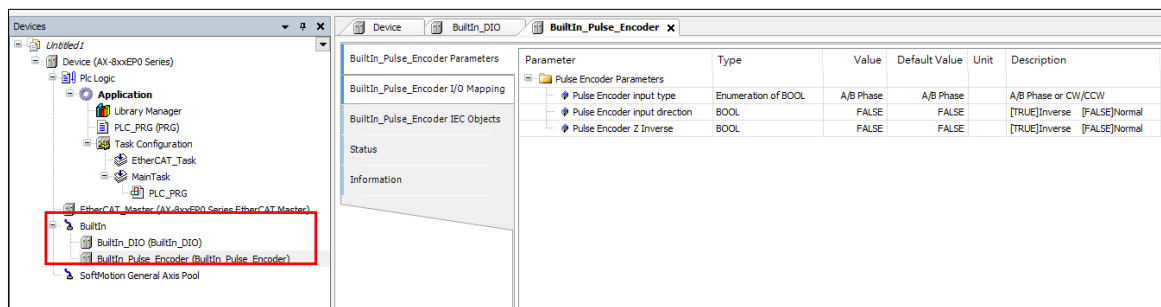 Devices
Untitled1
Device (AX-8xxEP0 Series)
Plc Logic
Application
Library Manager
PLC_PRG (PRG)
Task Configuration
EtherCAT_Task
MainTask
PLC_PRG
EtherCAT_Master (AX-8xxEP0 Series EtherCAT Master)
BuiltIn
BuiltIn_DIO (BuiltIn_DIO)
BuiltIn_Pulse_Encoder (BuiltIn_Pulse_Encoder)
SoftMotion General Axis Pool
Device BuiltIn_DIO BuiltIn_Pulse_Encoder X
BuiltIn_Pulse_Encoder Parameters
BuiltIn_Pulse_Encoder I/O Mapping
BuiltIn_Pulse_Encoder IEC Objects
Status
Information
Parameter Type Value Default Value Unit Description
Pulse Encoder Parameters
Pulse Encoder input type Enumeration of BOOL A/B Phase A/B Phase A/B Phase or CW/CCW
Pulse Encoder input direction BOOL FALSE FALSE [TRUE]Inverse [FALSE]Normal
Pulse Encoder Z Inverse BOOL FALSE FALSE [TRUE]Inverse [FALSE]Normal